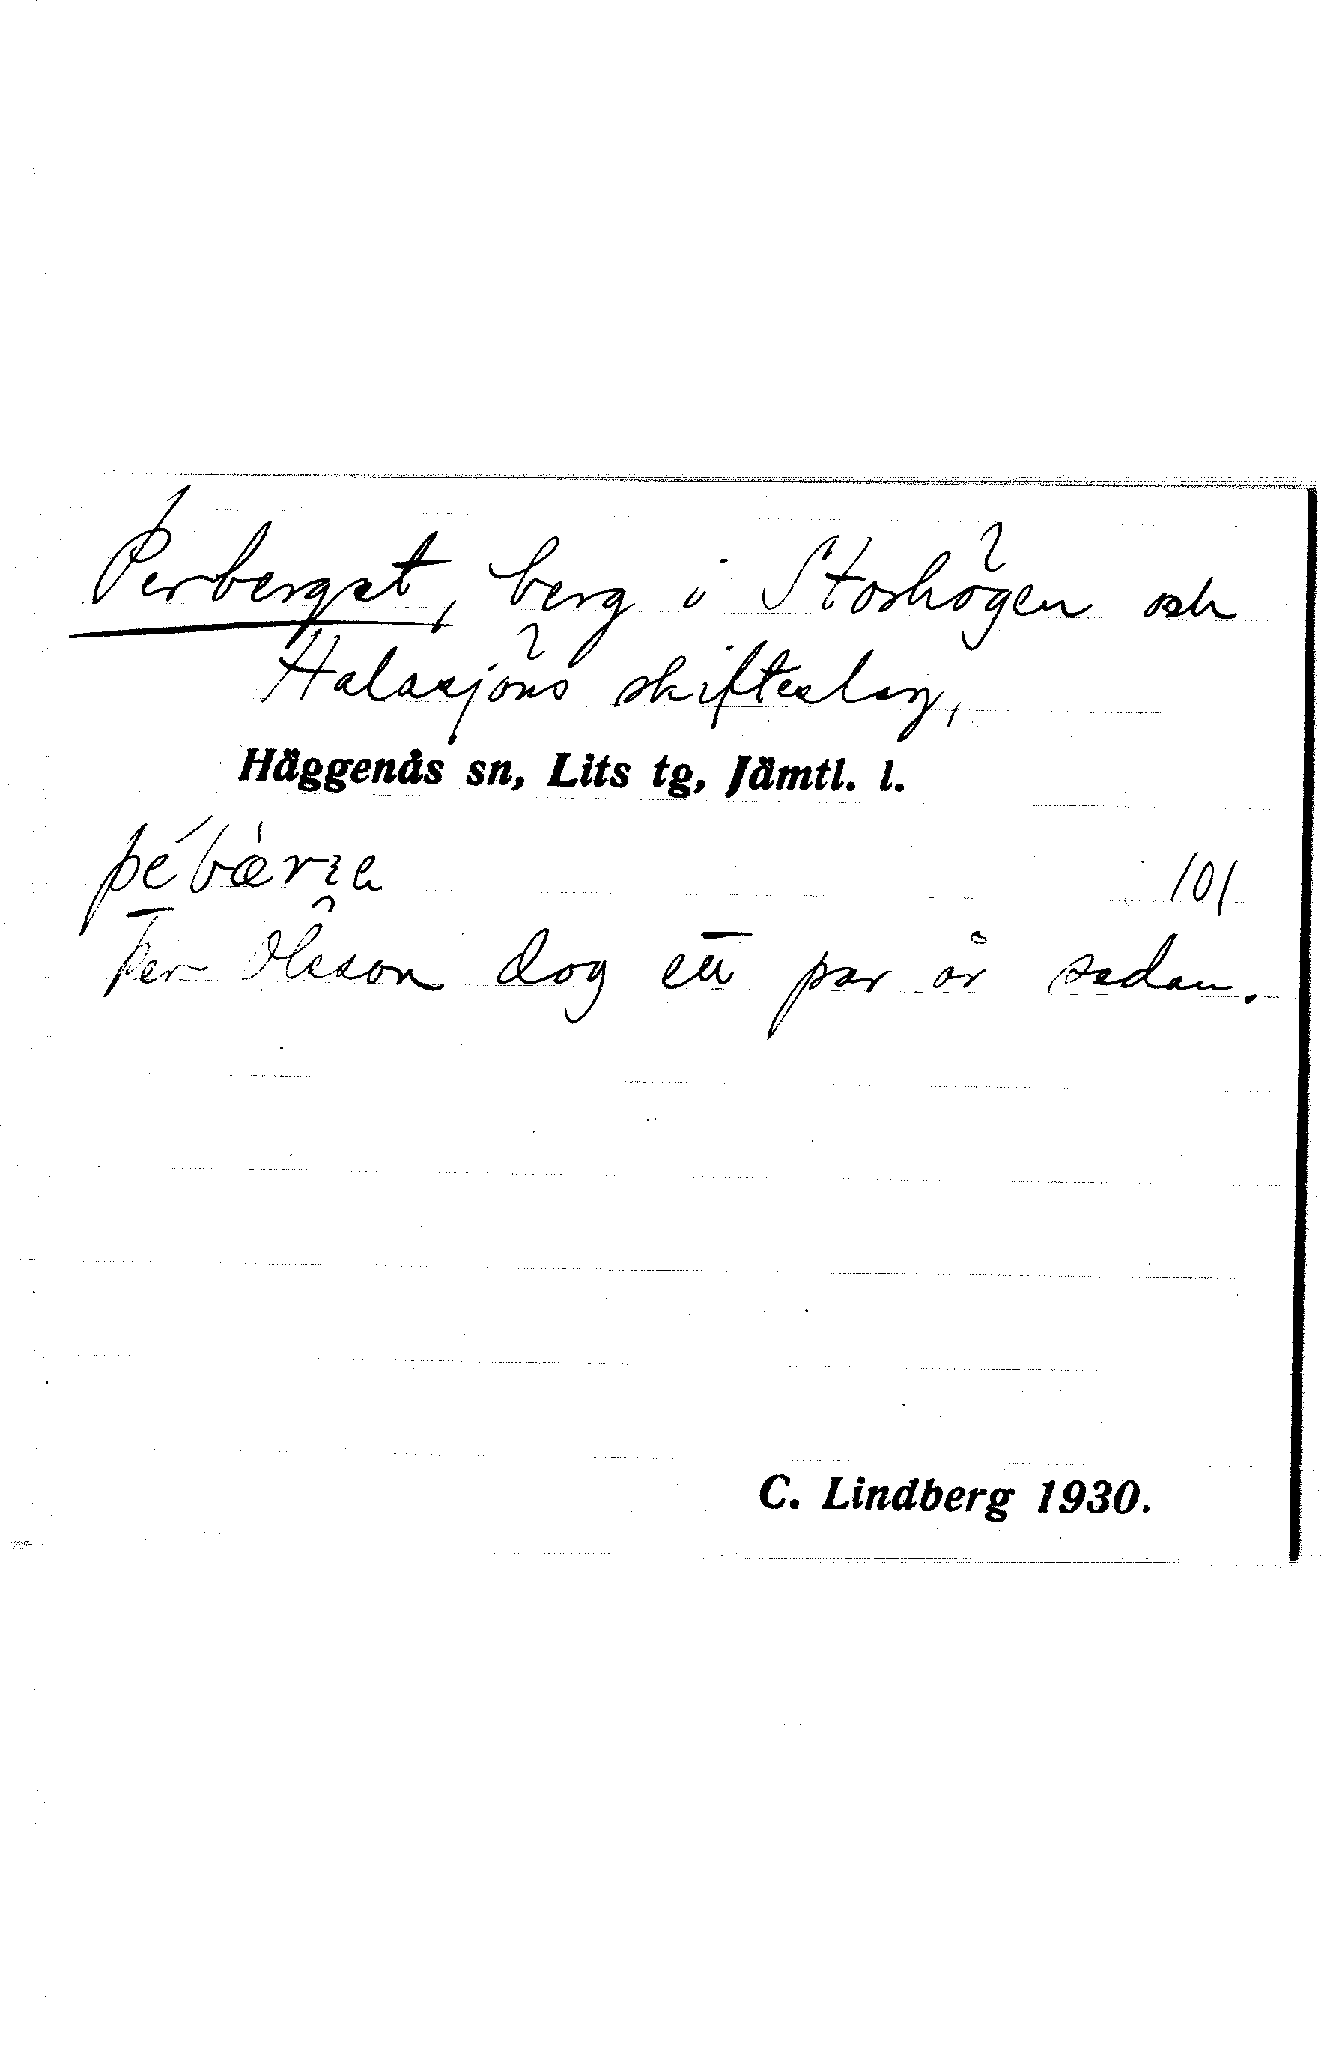 Perberget, berg i Storhögen och
Halasjöns skifteslag,
Häggenås sn, Lits tg, Jämtl. l.
101
Per Olsson dog ett par år sedan.
C. Lindberg 1930.